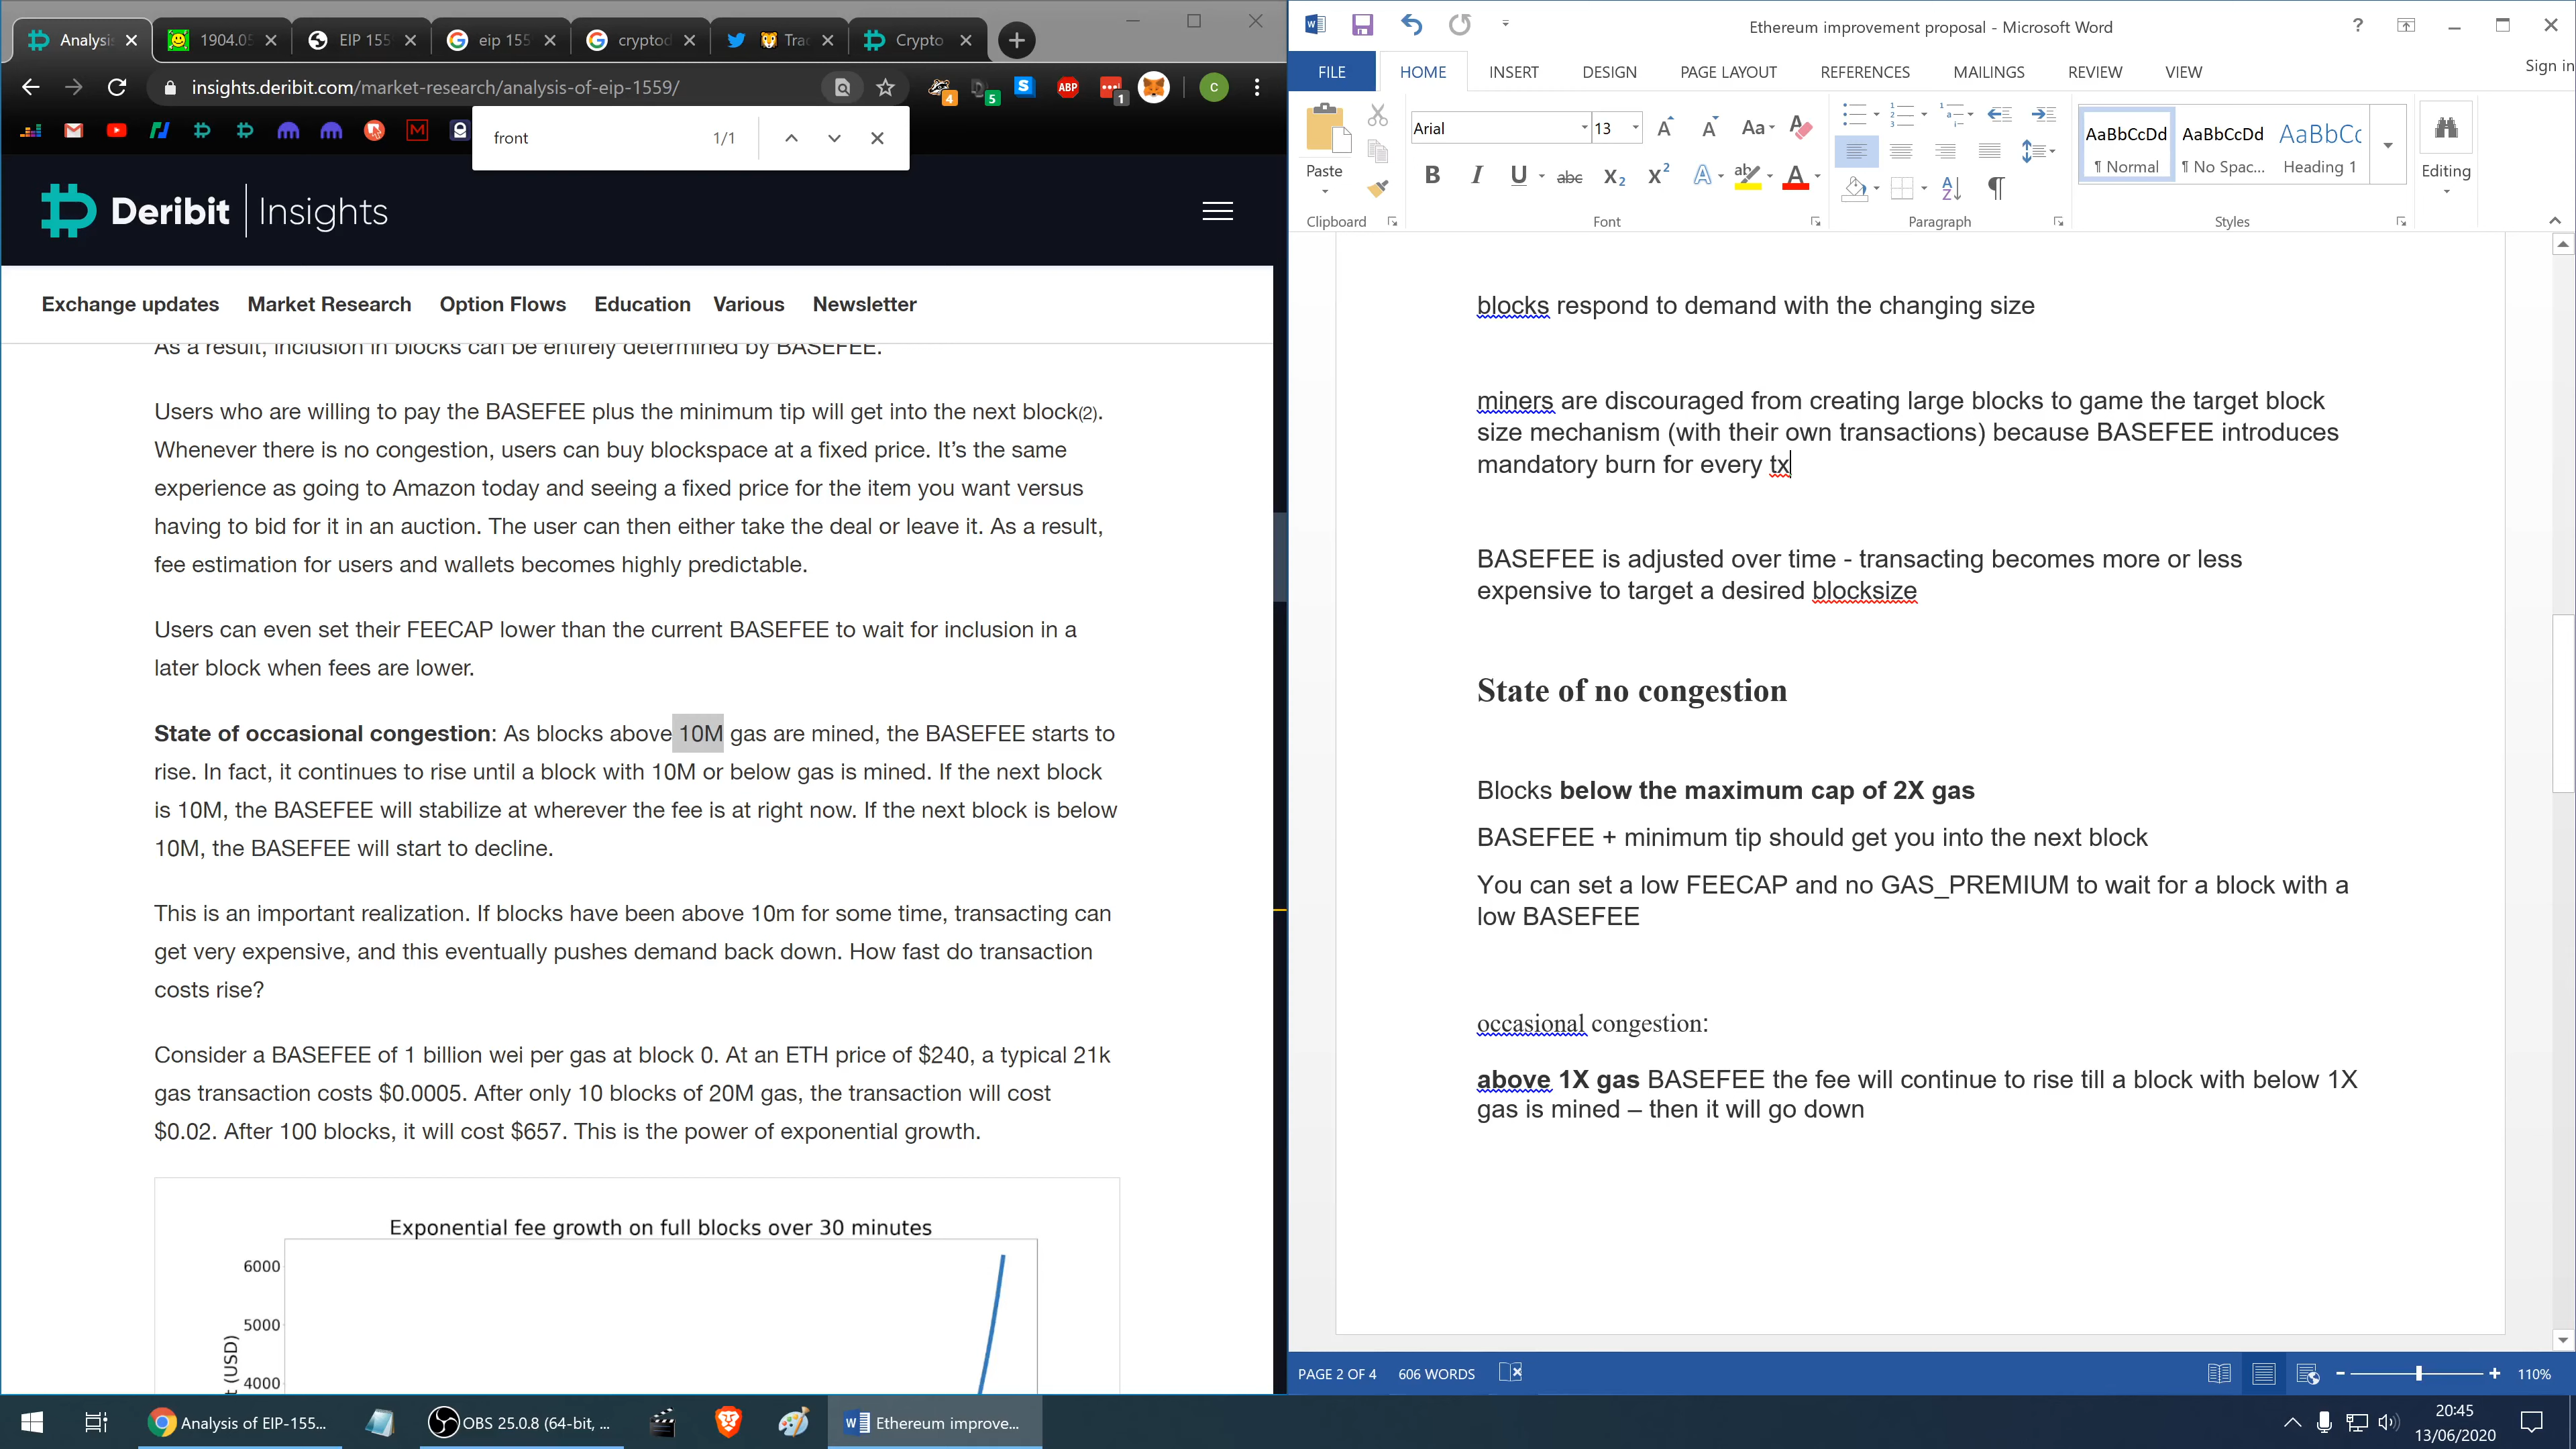 Analysi
1904.05
EIP 155
eip 155
cryptod
Trac
Crypto
insights.deribit.com/market-research/analysis-of-eip-1559/
4
5
S
ABP
1
C
front
1/1
Deribit Insights
Exchange updates Market Research Option Flows Education Various Newsletter
As a result, inclusion in blocks can be entirely determined by BASEFEE.
Users who are willing to pay the BASEFEE plus the minimum tip will get into the next block(2).
Whenever there is no congestion, users can buy blockspace at a fixed price. It's the same
experience as going to Amazon today and seeing a fixed price for the item you want versus
having to bid for it in an auction. The user can then either take the deal or leave it. As a result,
fee estimation for users and wallets becomes highly predictable.
Users can even set their FEECAP lower than the current BASEFEE to wait for inclusion in a
later block when fees are lower.
State of occasional congestion: As blocks above 10M gas are mined, the BASEFEE starts to
rise. In fact, it continues to rise until a block with 10M or below gas is mined. If the next block
is 10M, the BASEFEE will stabilize at wherever the fee is at right now. If the next block is below
10M, the BASEFEE will start to decline.
This is an important realization. If blocks have been above 10m for some time, transacting can
get very expensive, and this eventually pushes demand back down. How fast do transaction
costs rise?
Consider a BASEFEE of 1 billion wei per gas at block 0. At an ETH price of $240, a typical 21k
gas transaction costs $0.0005. After only 10 blocks of 20M gas, the transaction will cost
$0.02. After 100 blocks, it will cost $657. This is the power of exponential growth.
Exponential fee growth on full blocks over 30 minutes
6000
5000
4000
t (USD)
Ethereum improvement proposal - Microsoft Word
FILE HOME INSERT DESIGN PAGE LAYOUT REFERENCES MAILINGS REVIEW VIEW
Sign in
Paste
Clipboard
Arial 13
Font
Paragraph
AaBbCcDd AaBbCcDd AaBbCc
¶ Normal ¶ No Spac... Heading 1
Styles
Editing
blocks respond to demand with the changing size
miners are discouraged from creating large blocks to game the target block
size mechanism (with their own transactions) because BASEFEE introduces
mandatory burn for every tx
BASEFEE is adjusted over time - transacting becomes more or less
expensive to target a desired blocksize
State of no congestion
Blocks below the maximum cap of 2X gas
BASEFEE + minimum tip should get you into the next block
You can set a low FEECAP and no GAS_PREMIUM to wait for a block with a
low BASEFEE
occasional congestion:
above 1X gas BASEFEE the fee will continue to rise till a block with below 1X
gas is mined – then it will go down
PAGE 2 OF 4 606 WORDS
110%
Analysis of EIP-155...
OBS 25.0.8 (64-bit, ...
Ethereum improve...
20:45
13/06/2020